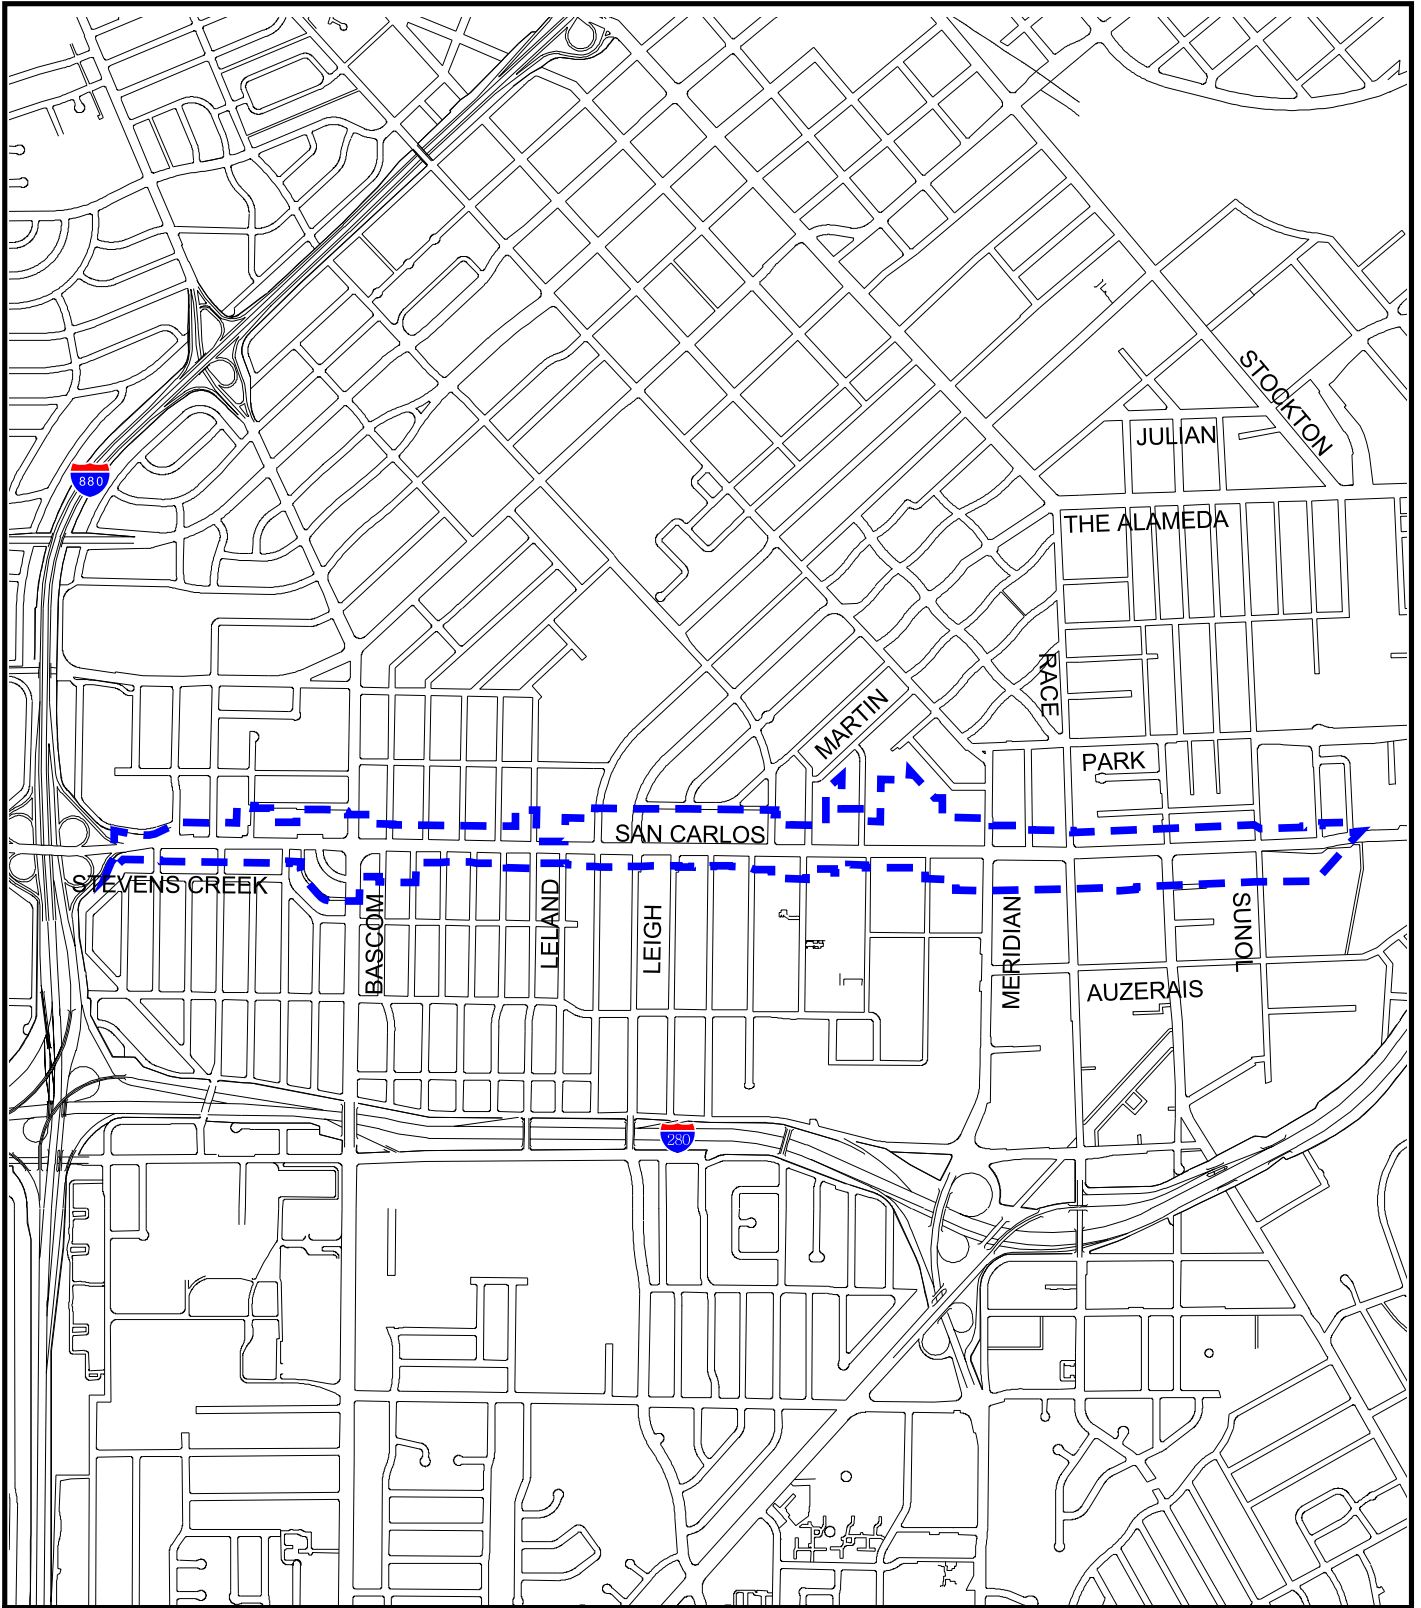 STOCKTON
JULIAN
880
THE ALAMEDA
RACE
MARTIN
PARK
SAN CARLOS
STEVENS CREEK
BASCOM
LELAND
LEIGH
MERIDIAN
SUNOL
AUZERAIS
280